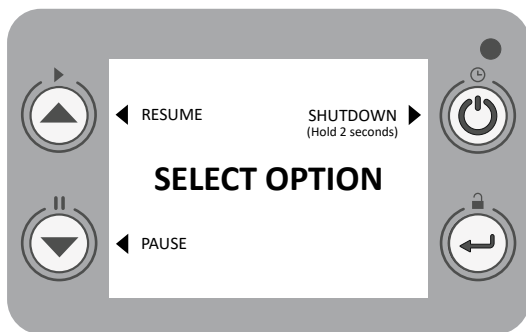 RESUME
SHUTDOWN
(Hold 2 seconds)
SELECT OPTION
PAUSE